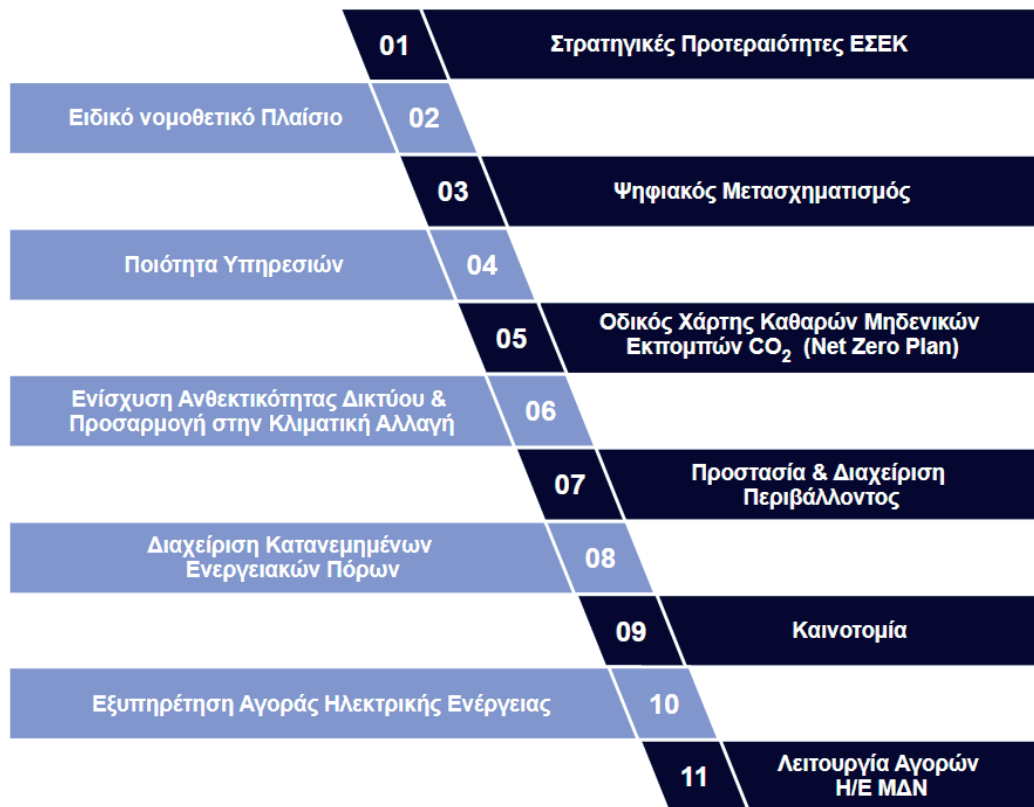 01
Στρατηγικές Προτεραιότητες ΕΣΕΚ
Ειδικό νομοθετικό Πλαίσιο
02
03
Ψηφιακός Μετασχηματισμός
Ποιότητα Υπηρεσιών
04
05
Οδικός Χάρτης Καθαρών Μηδενικών
Εκπομπών CO₂ (Net Zero Plan)
Ενίσχυση Ανθεκτικότητας Δικτύου &
Προσαρμογή στην Κλιματική Αλλαγή
06
07
Προστασία & Διαχείριση
Περιβάλλοντος
Διαχείριση Κατανεμημένων
Ενεργειακών Πόρων
08
09
Καινοτομία
Εξυπηρέτηση Αγοράς Ηλεκτρικής Ενέργειας
10
11
Λειτουργία Αγορών
Η/Ε ΜΔΝ